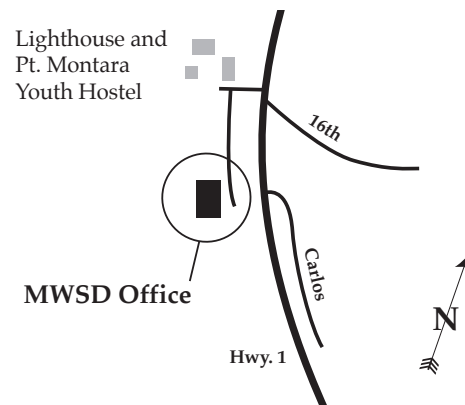 Lighthouse and
Pt. Montara
Youth Hostel
16th
Carlos
MWSD Office
N
Hwy. 1